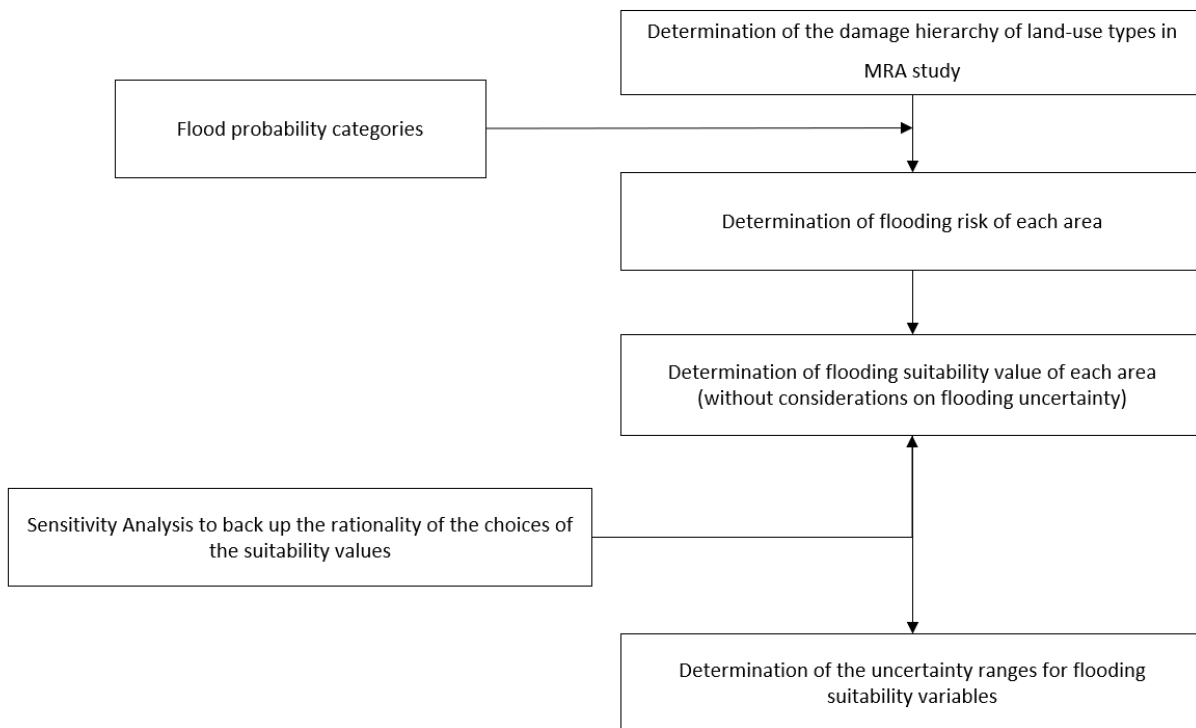 Determination of the damage hierarchy of land-use types in
MRA study
Flood probability categories
Determination of flooding risk of each area
Determination of flooding suitability value of each area
(without considerations on flooding uncertainty)
Sensitivity Analysis to back up the rationality of the choices of
the suitability values
Determination of the uncertainty ranges for flooding
suitability variables